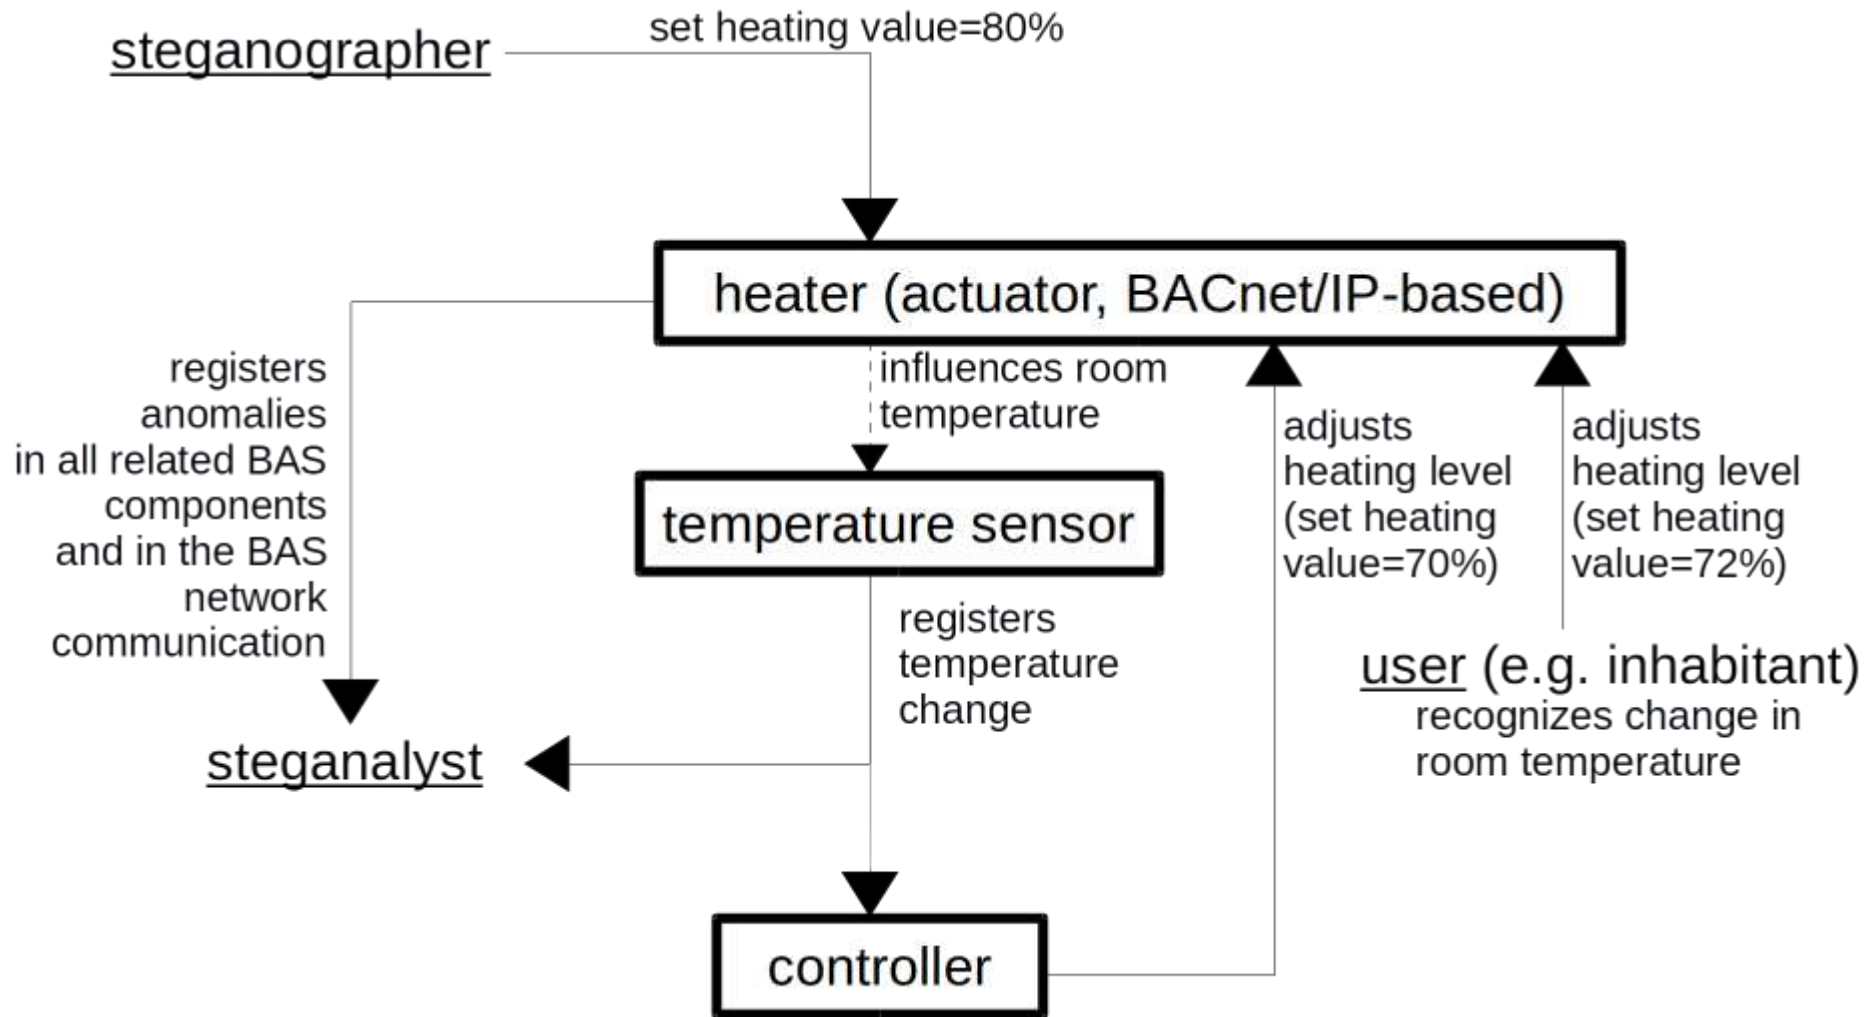 set heating value=80%
steganographer
heater (actuator, BACnet/IP-based)
registers
anomalies
in all related BAS
components
and in the BAS
network
communication
influences room
temperature
adjusts
heating level
(set heating
value=70%)
adjusts
heating level
(set heating
value=72%)
temperature sensor
registers
temperature
change
user (e.g. inhabitant)
recognizes change in
room temperature
steganalyst
controller